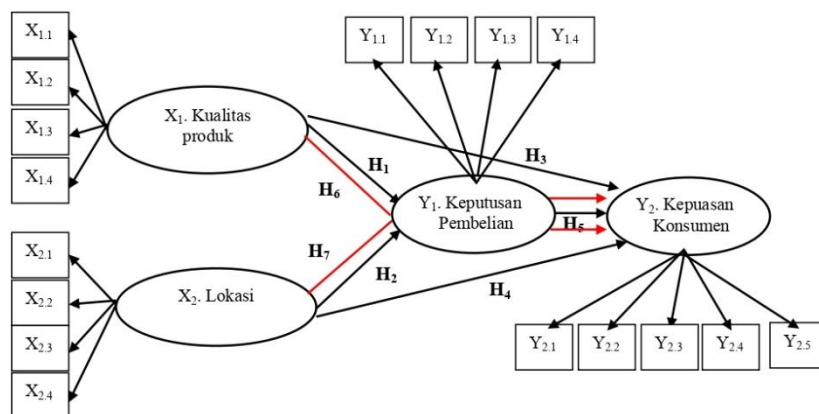 X1.1
X1.2
X1.3
X1.4
X1. Kualitas
produk
Y1.1
Y1.2
Y1.3
Y1.4
H1
H3
H6
Y1. Keputusan
Pembelian
H5
Y2. Kepuasan
Konsumen
H7
H2
H4
X2.1
X2.2
X2.3
X2.4
X2. Lokasi
Y2.1
Y2.2
Y2.3
Y2.4
Y2.5